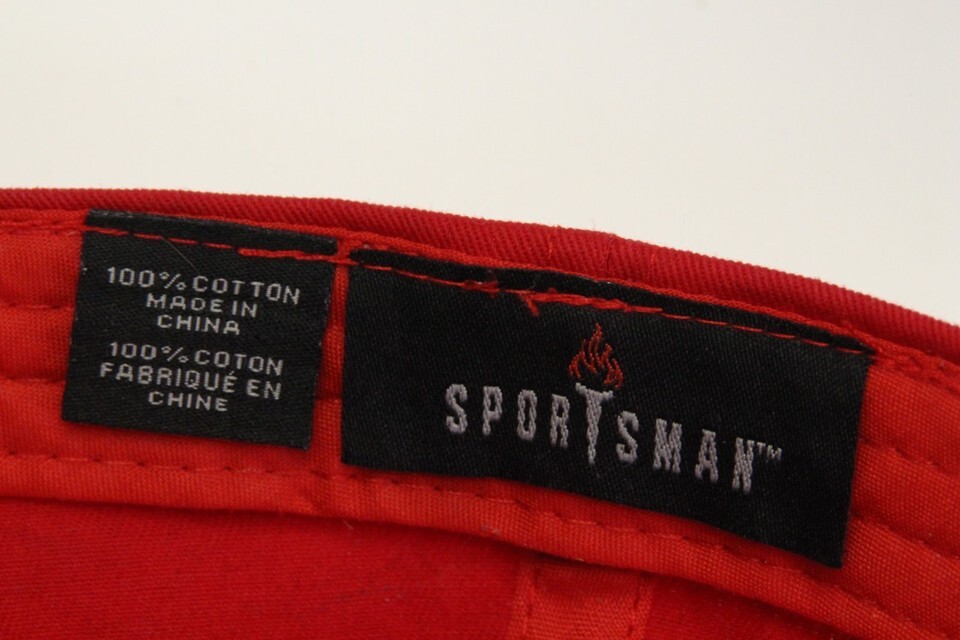 100% COTTON
MADE IN
CHINA
100% COTON
FABRIQUÉ EN
CHINE
SPORTSMAN™